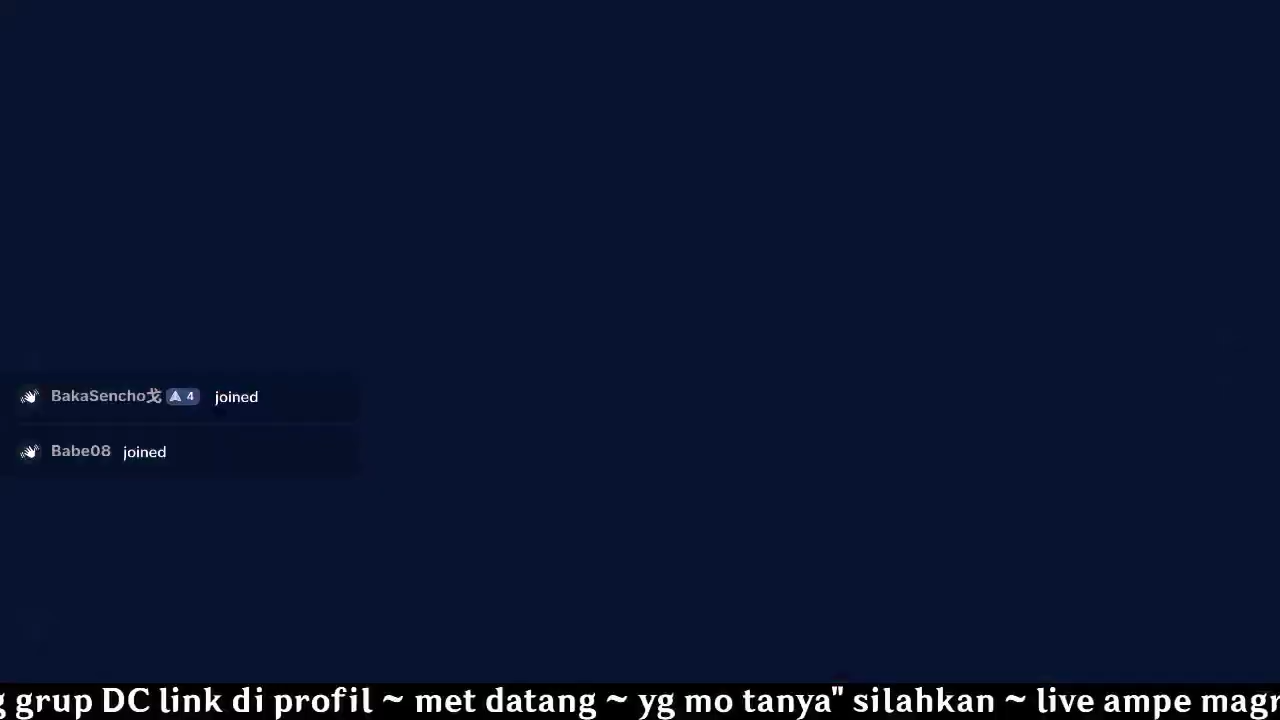 BakaSencho戈 4 joined
Babe08 joined
grup DC link di profil ~ met datang ~ yg mo tanya" silahkan ~ live ampe